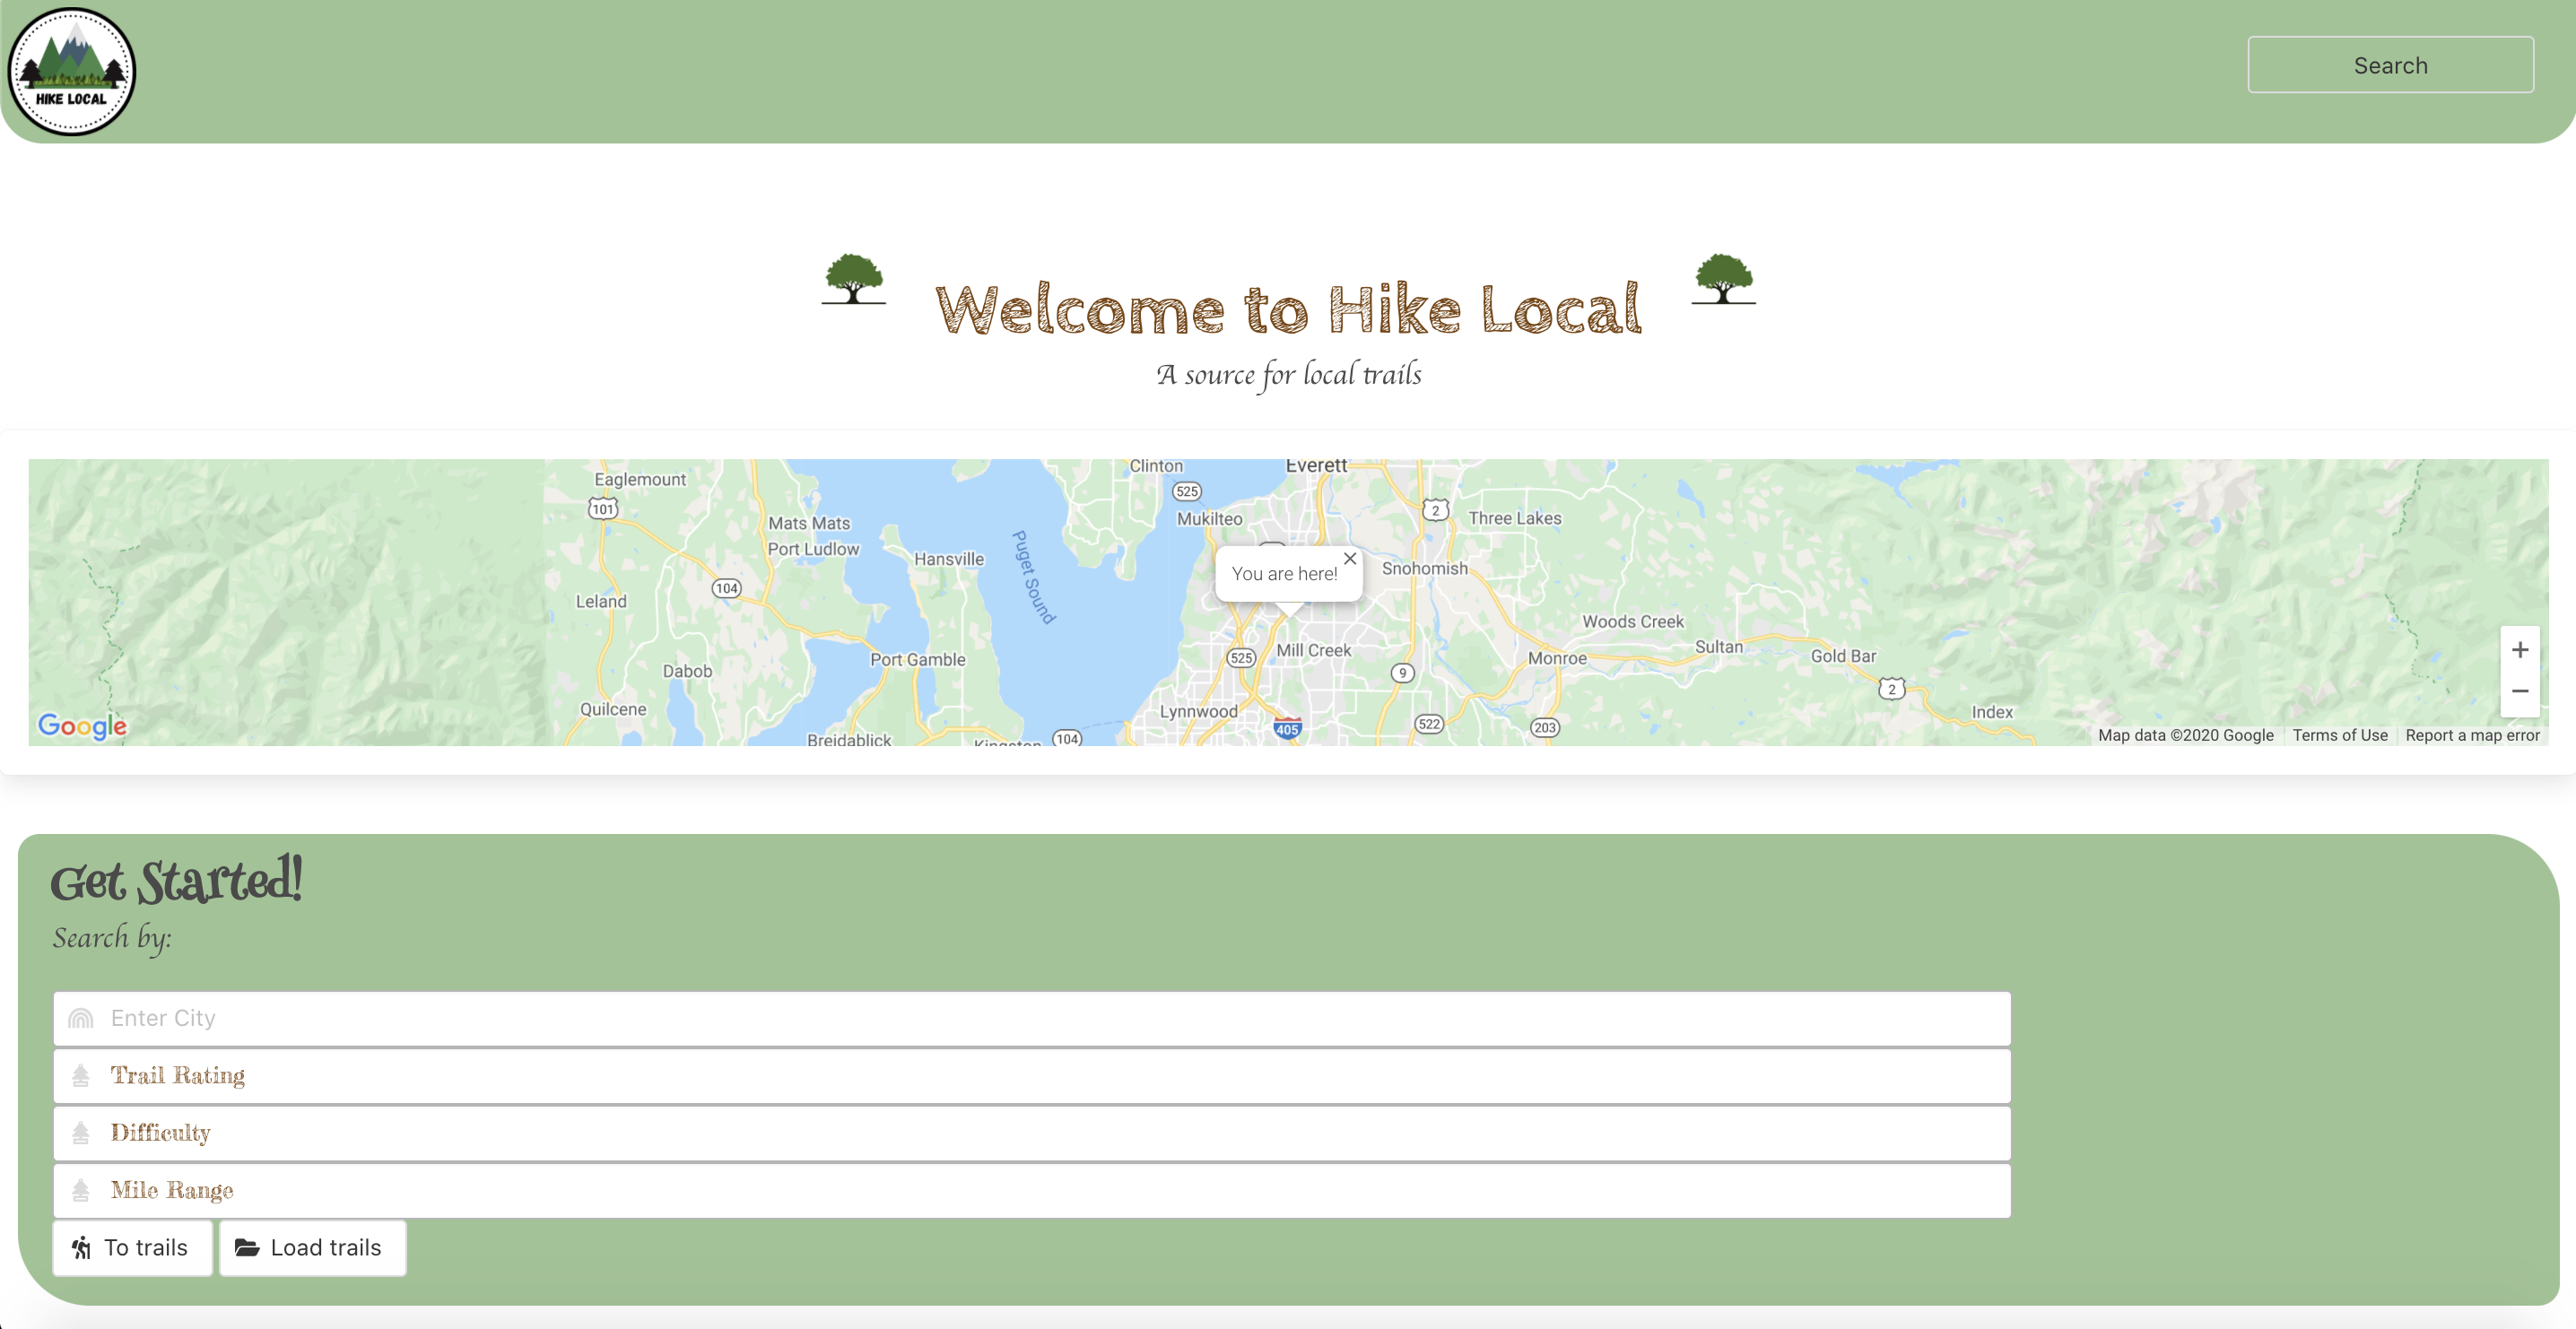 HIKE LOCAL
Search
Welcome to Hike Local
A source for local trails
Clinton
Everett
Eaglemount
525
101
2
Mukilteo
Three Lakes
Mats Mats
Port Ludlow
Hansville
Puget Sound
You are here!
Snohomish
104
Leland
Woods Creek
Sultan
Mill Creek
Gold Bar
525
Monroe
Port Gamble
Dabob
9
2
Quilcene
Lynnwood
Index
522
203
405
Google
Breidablick
104
Map data ©2020 Google
Terms of Use
Report a map error
Get Started!
Search by:
Enter City
Trail Rating
Difficulty
Mile Range
To trails
Load trails